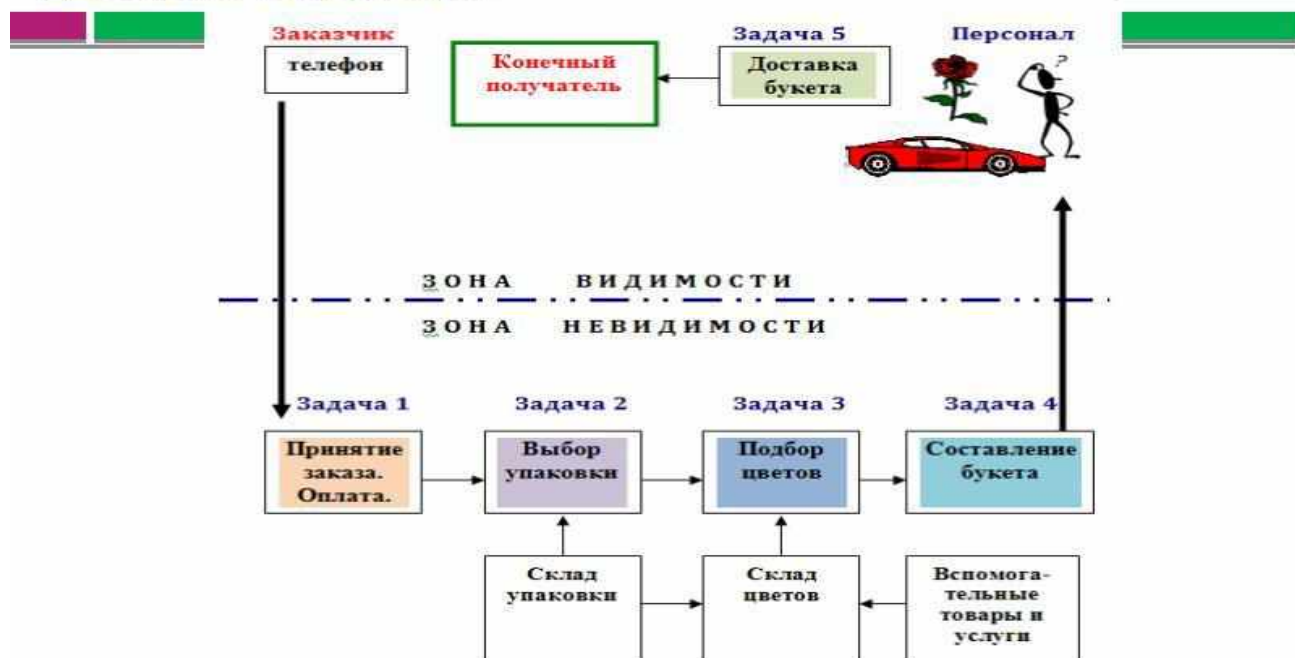 Заказчик
телефон
Конечный
получатель
Задача 5
Доставка
букета
Персонал
?
ЗОНА ВИДИМОСТИ
ЗОНА НЕВИДИМОСТИ
Задача 1
Принятие
заказа.
Оплата.
Задача 2
Выбор
упаковки
Задача 3
Подбор
цветов
Задача 4
Составление
букета
Склад
упаковки
Склад
цветов
Вспомога-
тельные
товары и
услуги